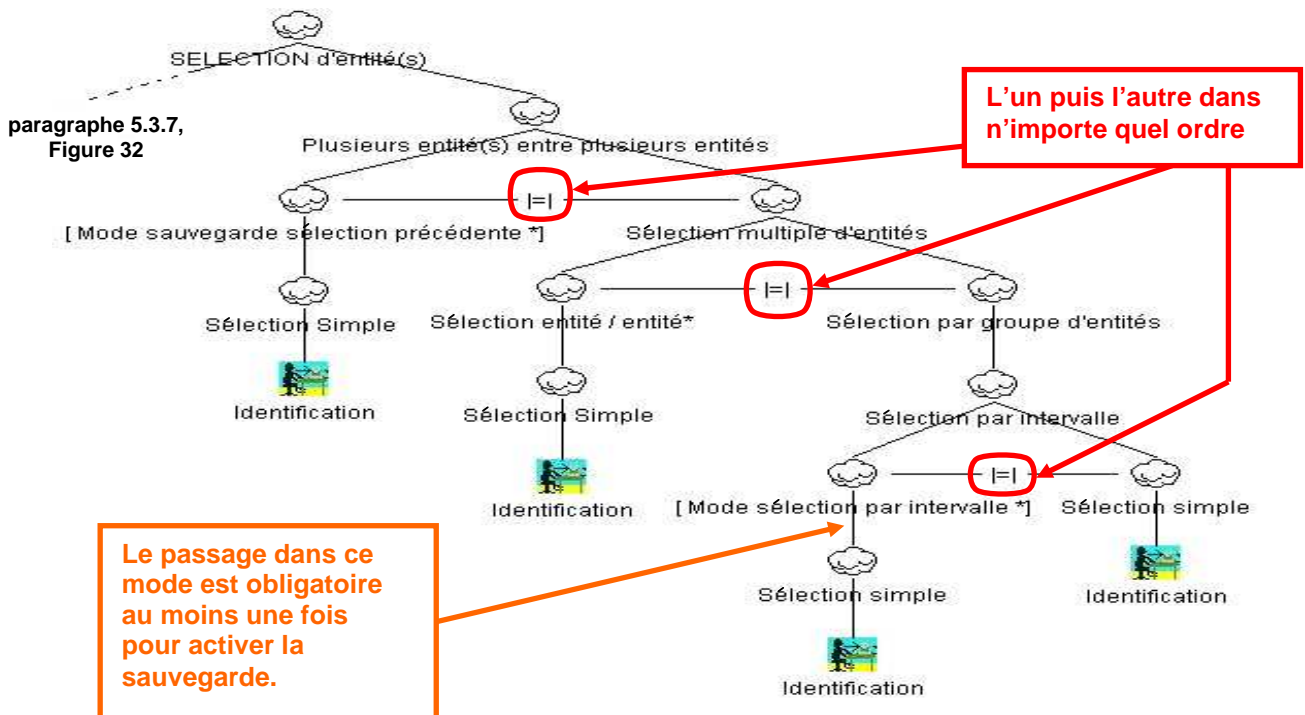 SELECTION d'entité(s)
paragraphe 5.3.7,
Figure 32
L'un puis l'autre dans
n'importe quel ordre
Plusieurs entité(s) entre plusieurs entités
|=|
[ Mode sauvegarde sélection précédente *]
Sélection multiple d'entités
|=|
Sélection Simple
Sélection entité / entité*
Sélection par groupe d'entités
Identification
Sélection Simple
Sélection par intervalle
|=|
Identification
[ Mode sélection par intervalle *]
Sélection simple
Le passage dans ce
mode est obligatoire
au moins une fois
pour activer la
sauvegarde.
Sélection simple
Identification
Identification